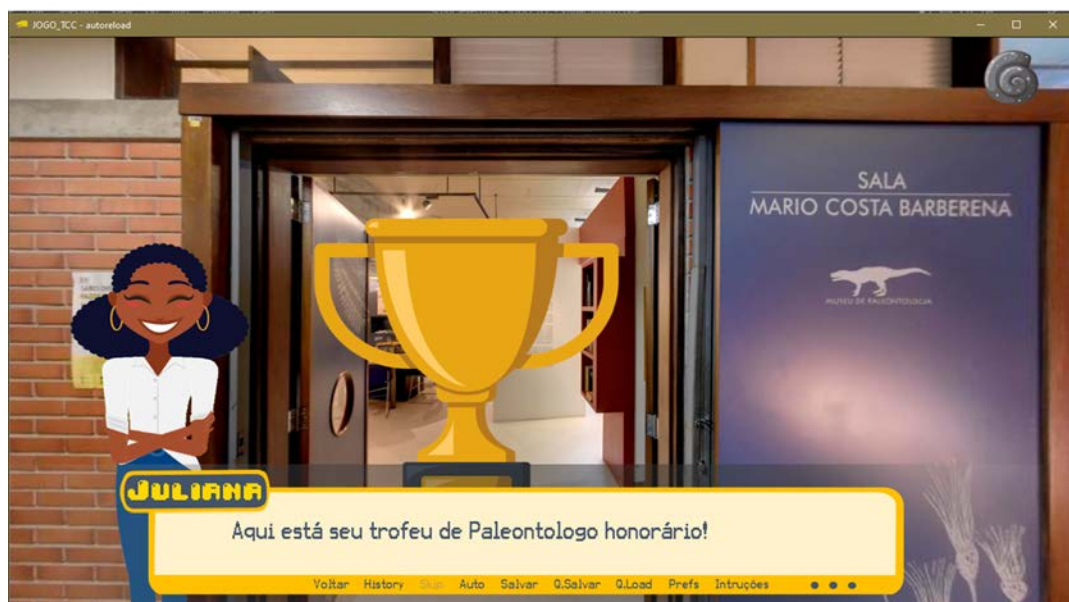 JOGO_TCC - autoreload
SALA
MARIO COSTA BARBERENA
MUSEU DE PALEONTOLOGIA
JULIANA
Aqui está seu trofeu de Paleontologo honorário!
Voltar History Skip Auto Salvar Q.Salvar Q.Load Prefs Intruções